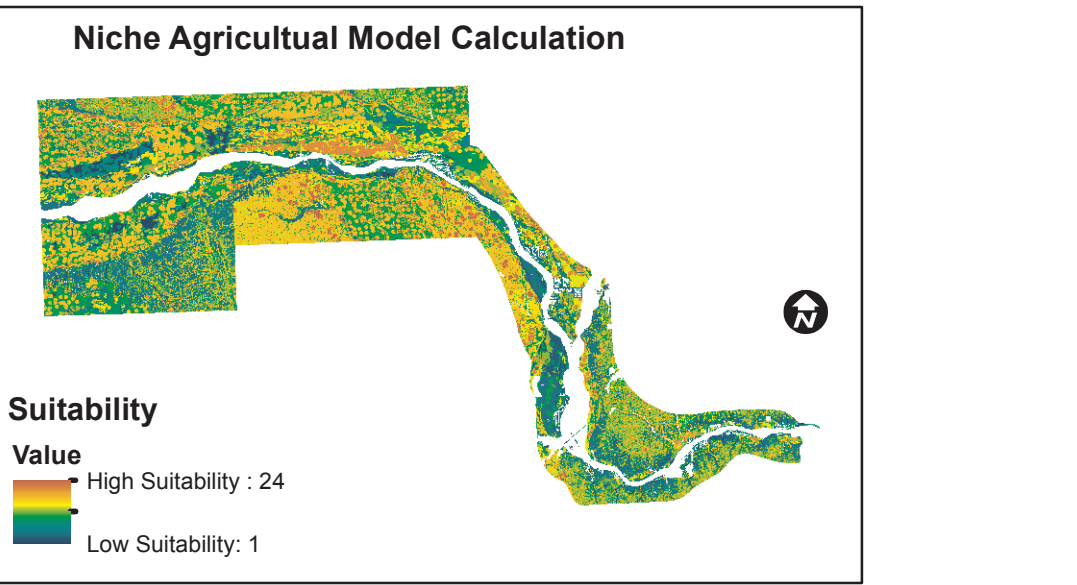 Niche Agricultual Model Calculation
N
Suitability
Value
High Suitability : 24
Low Suitability: 1